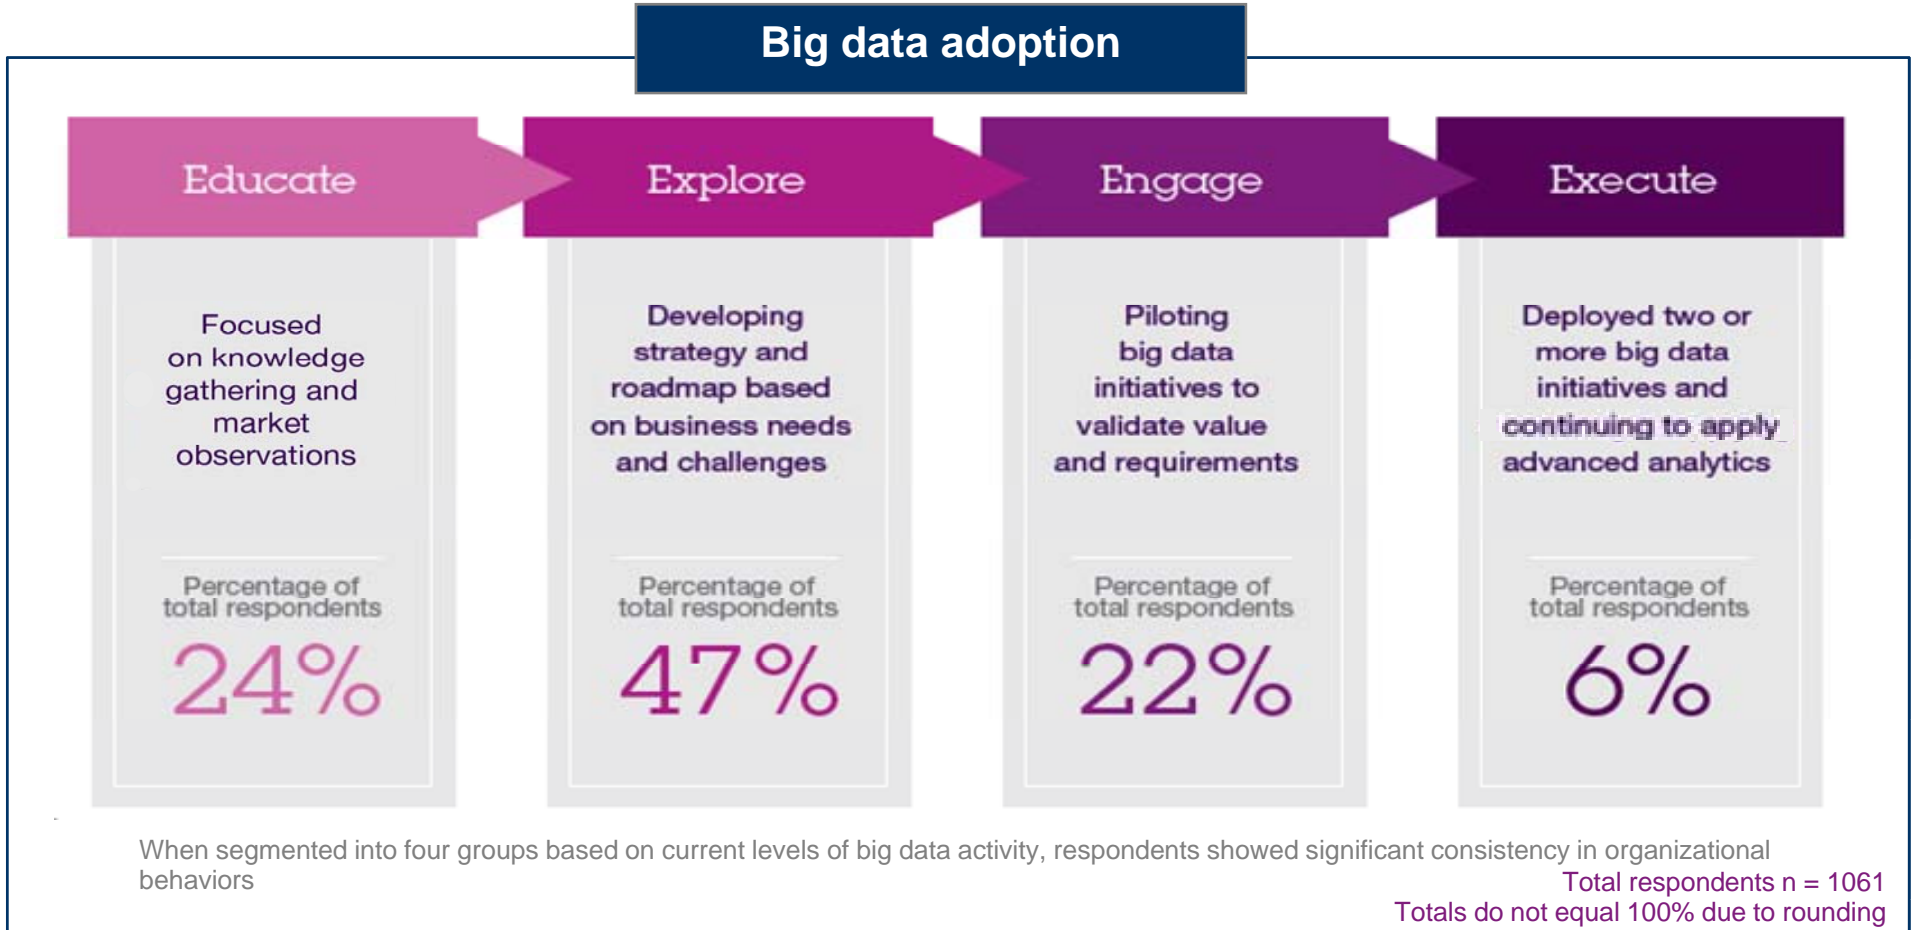 Big data adoption
Educate
Focused
on knowledge
gathering and
market
observations
Percentage of
total respondents
24%
Explore
Developing
strategy and
roadmap based
on business needs
and challenges
Percentage of
total respondents
47%
Engage
Piloting
big data
initiatives to
validate value
and requirements
Percentage of
total respondents
22%
Execute
Deployed two or
more big data
initiatives and
continuing to apply
advanced analytics
Percentage of
total respondents
6%
When segmented into four groups based on current levels of big data activity, respondents showed significant consistency in organizational
behaviors
Total respondents n = 1061
Totals do not equal 100% due to rounding